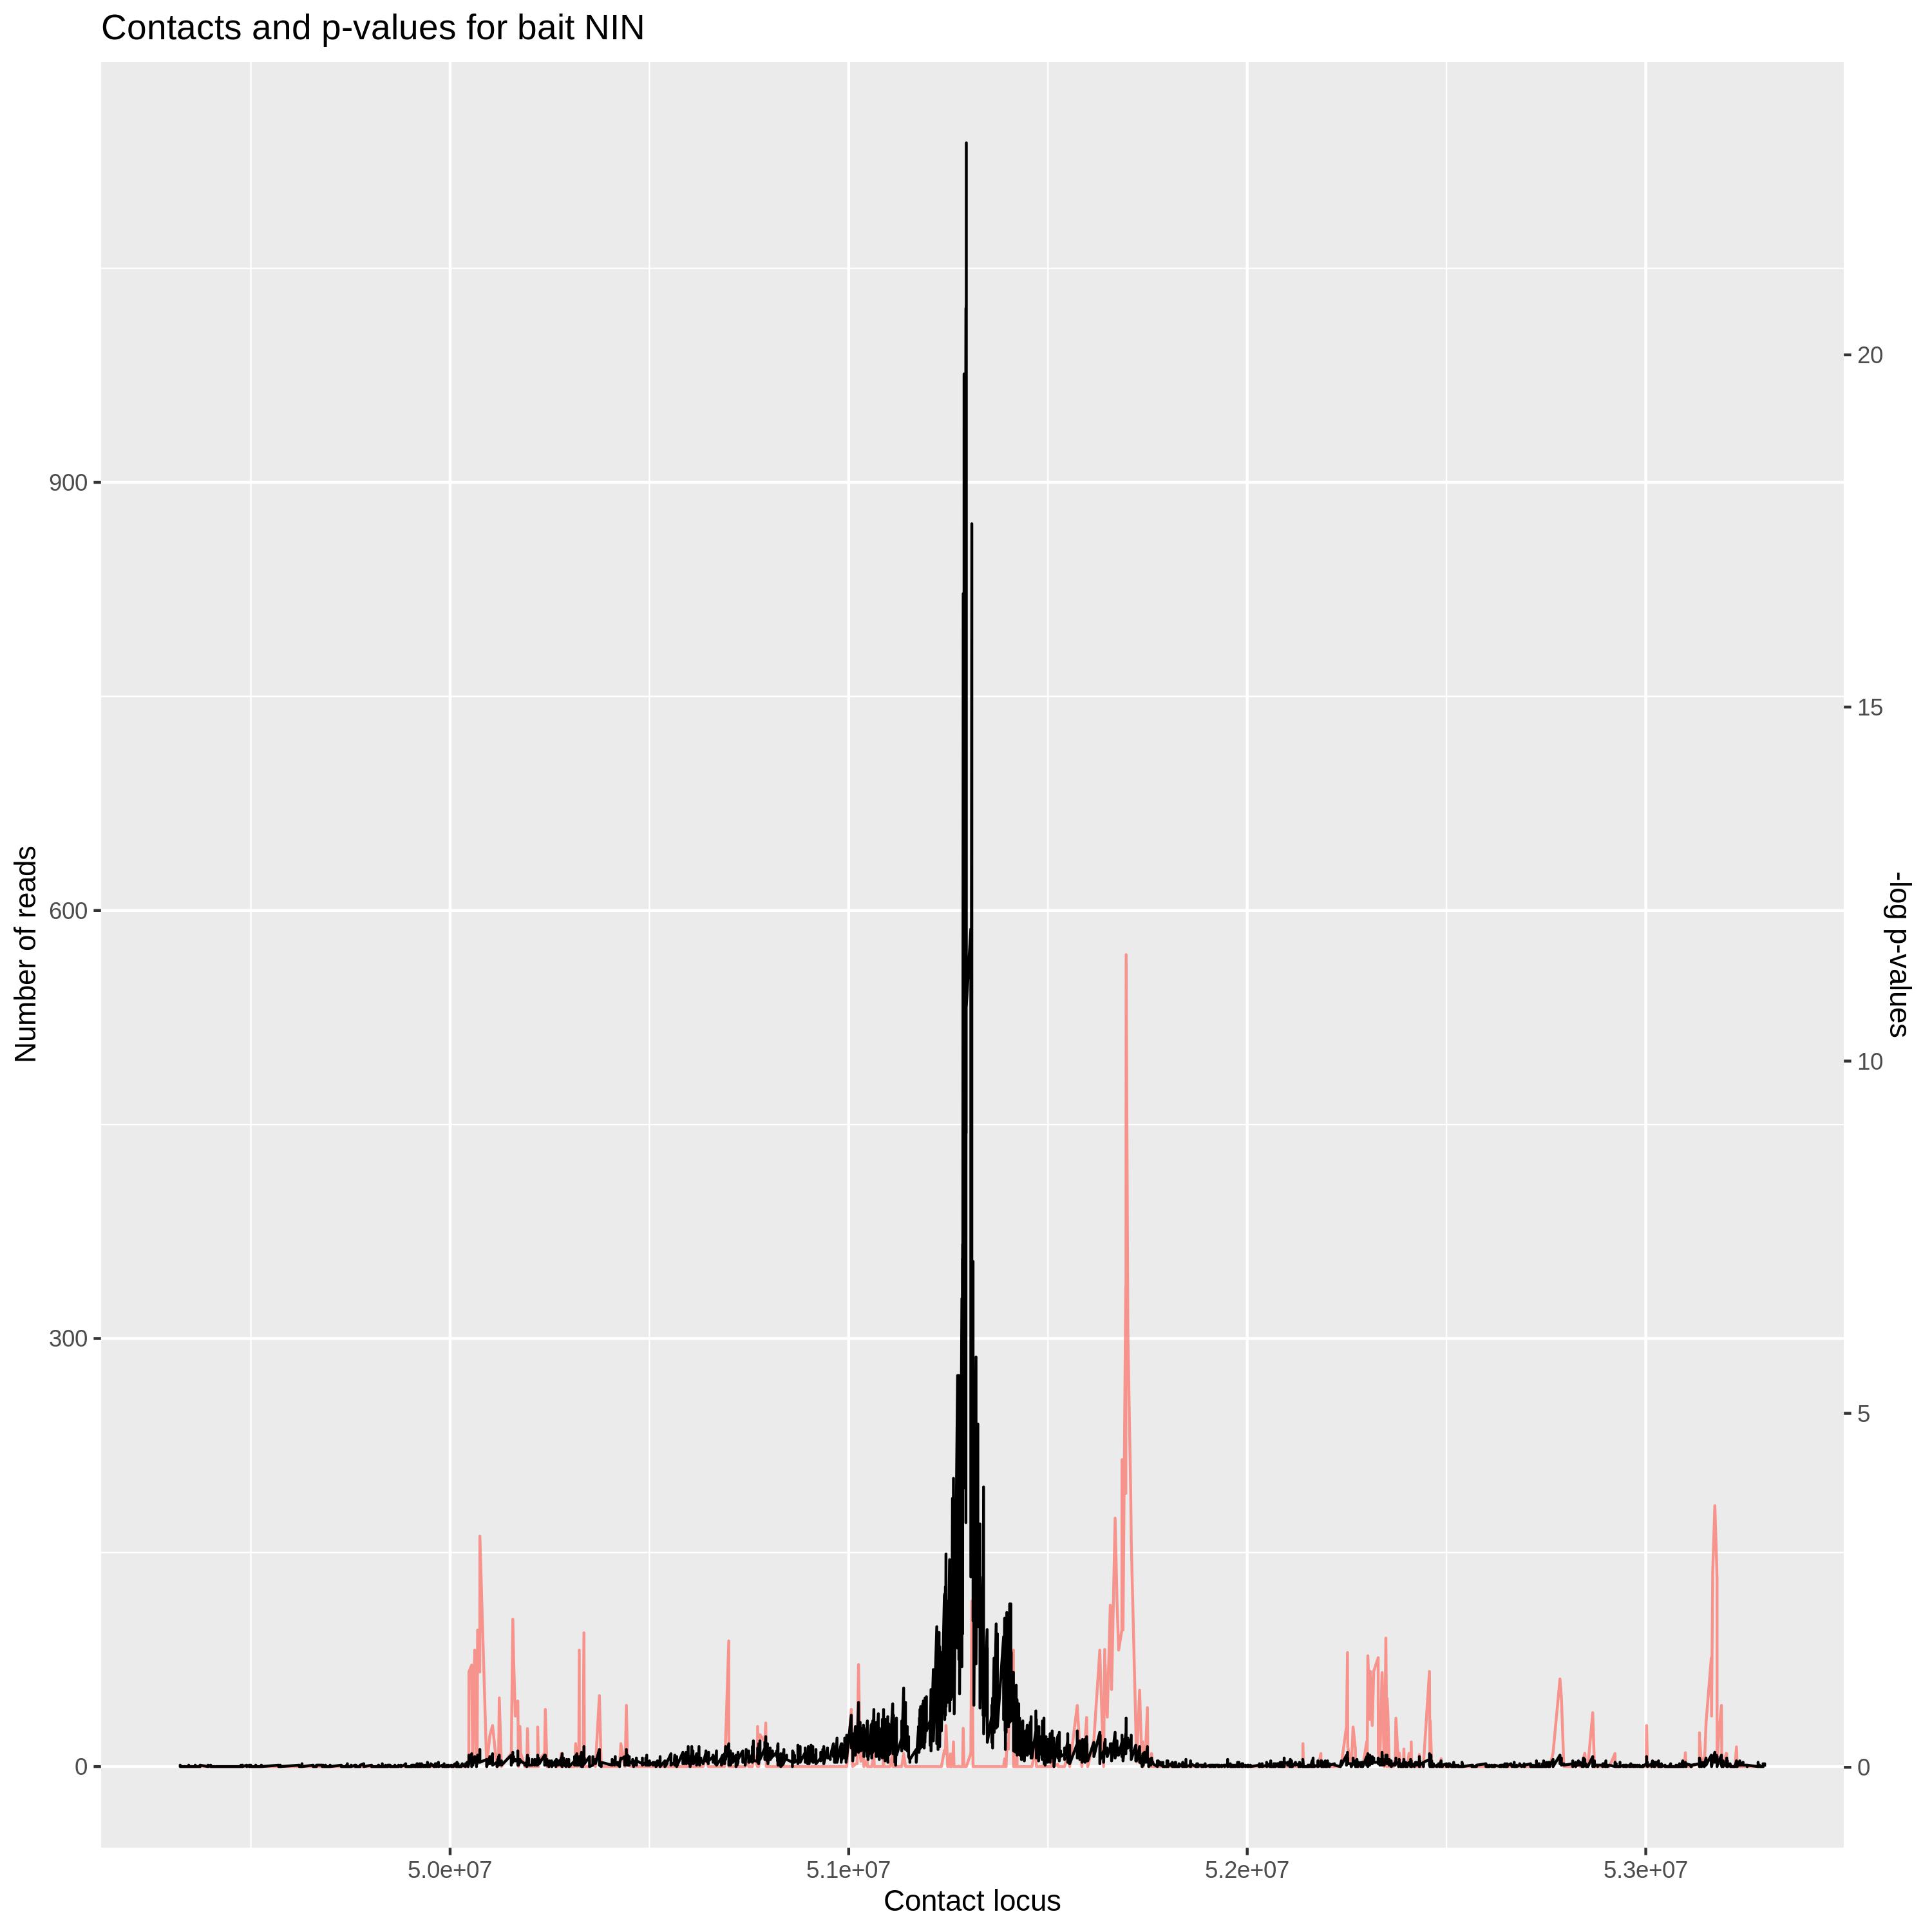 Contacts and p-values for bait NIN
Number of reads
900
600
300
0
20
15
10
5
0
-log p-values
5.0e+07 5.1e+07 5.2e+07 5.3e+07
Contact locus